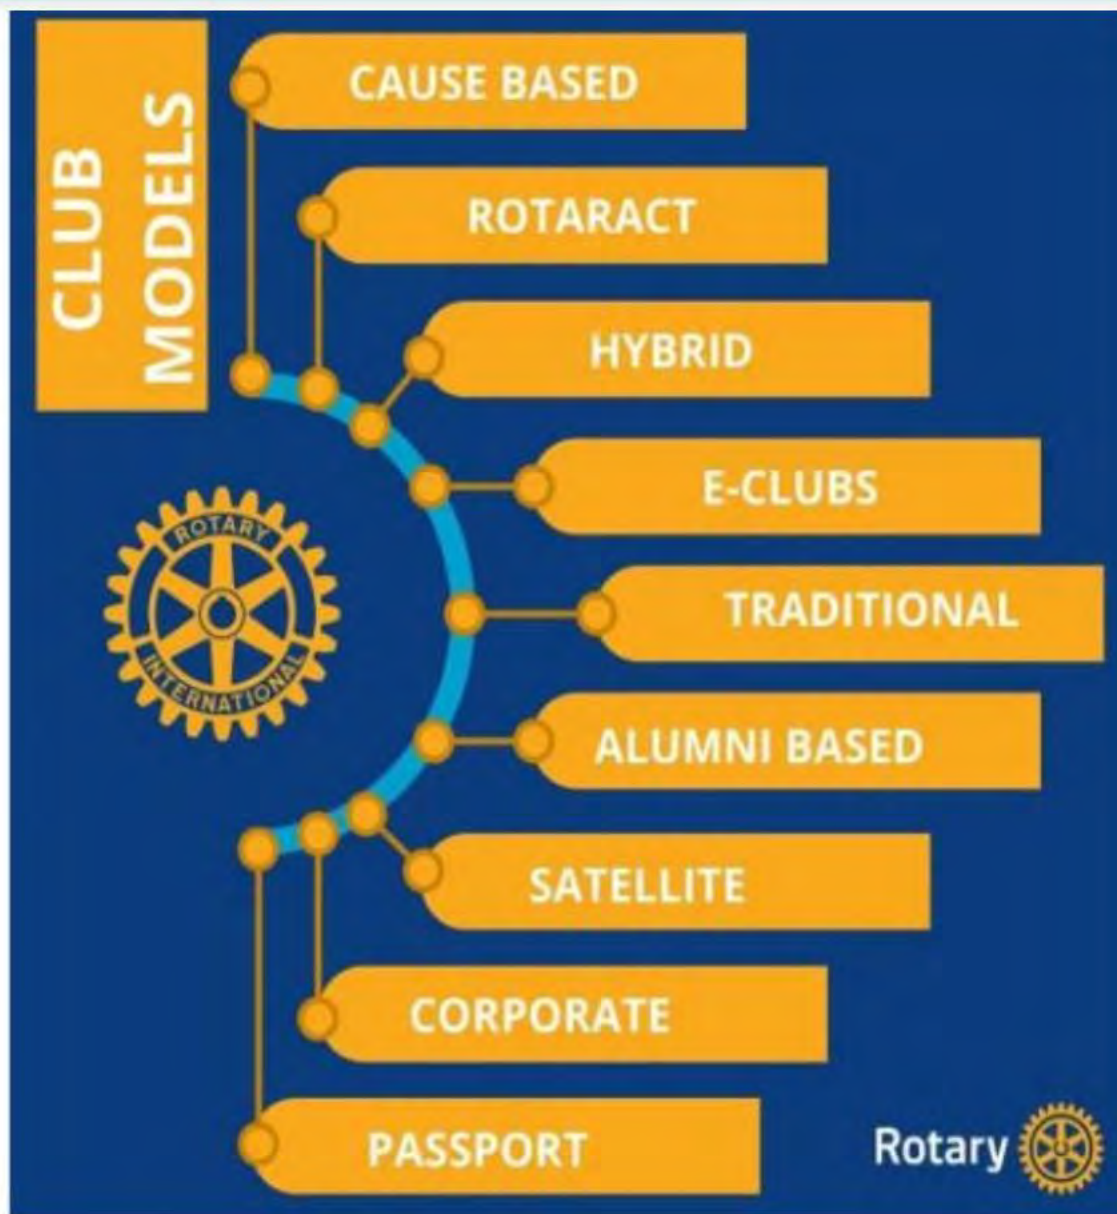 CLUB
MODELS
CAUSE BASED
ROTARACT
HYBRID
E-CLUBS
TRADITIONAL
ALUMNI BASED
SATELLITE
CORPORATE
PASSPORT
ROTARY
INTERNATIONAL
Rotary